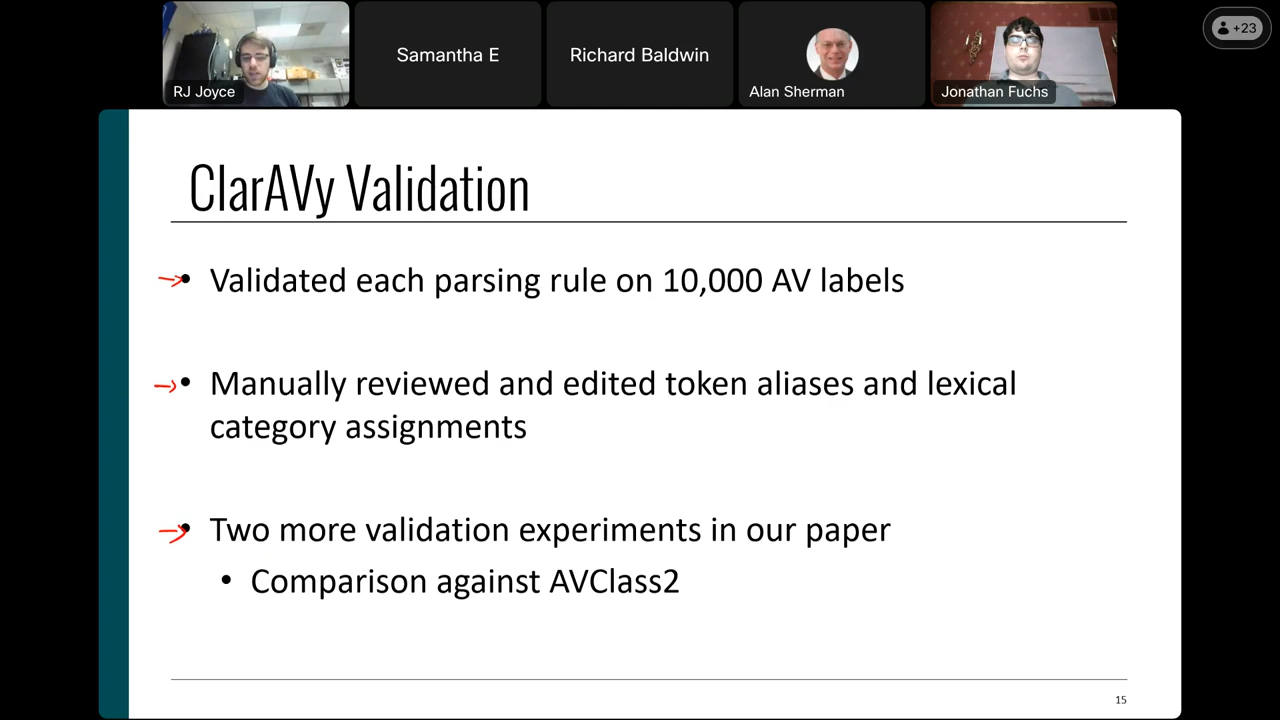 RJ Joyce
Samantha E
Richard Baldwin
Alan Sherman
Jonathan Fuchs
+23
ClarAVy Validation
• Validated each parsing rule on 10,000 AV labels
• Manually reviewed and edited token aliases and lexical
category assignments
• Two more validation experiments in our paper
• Comparison against AVClass2
15